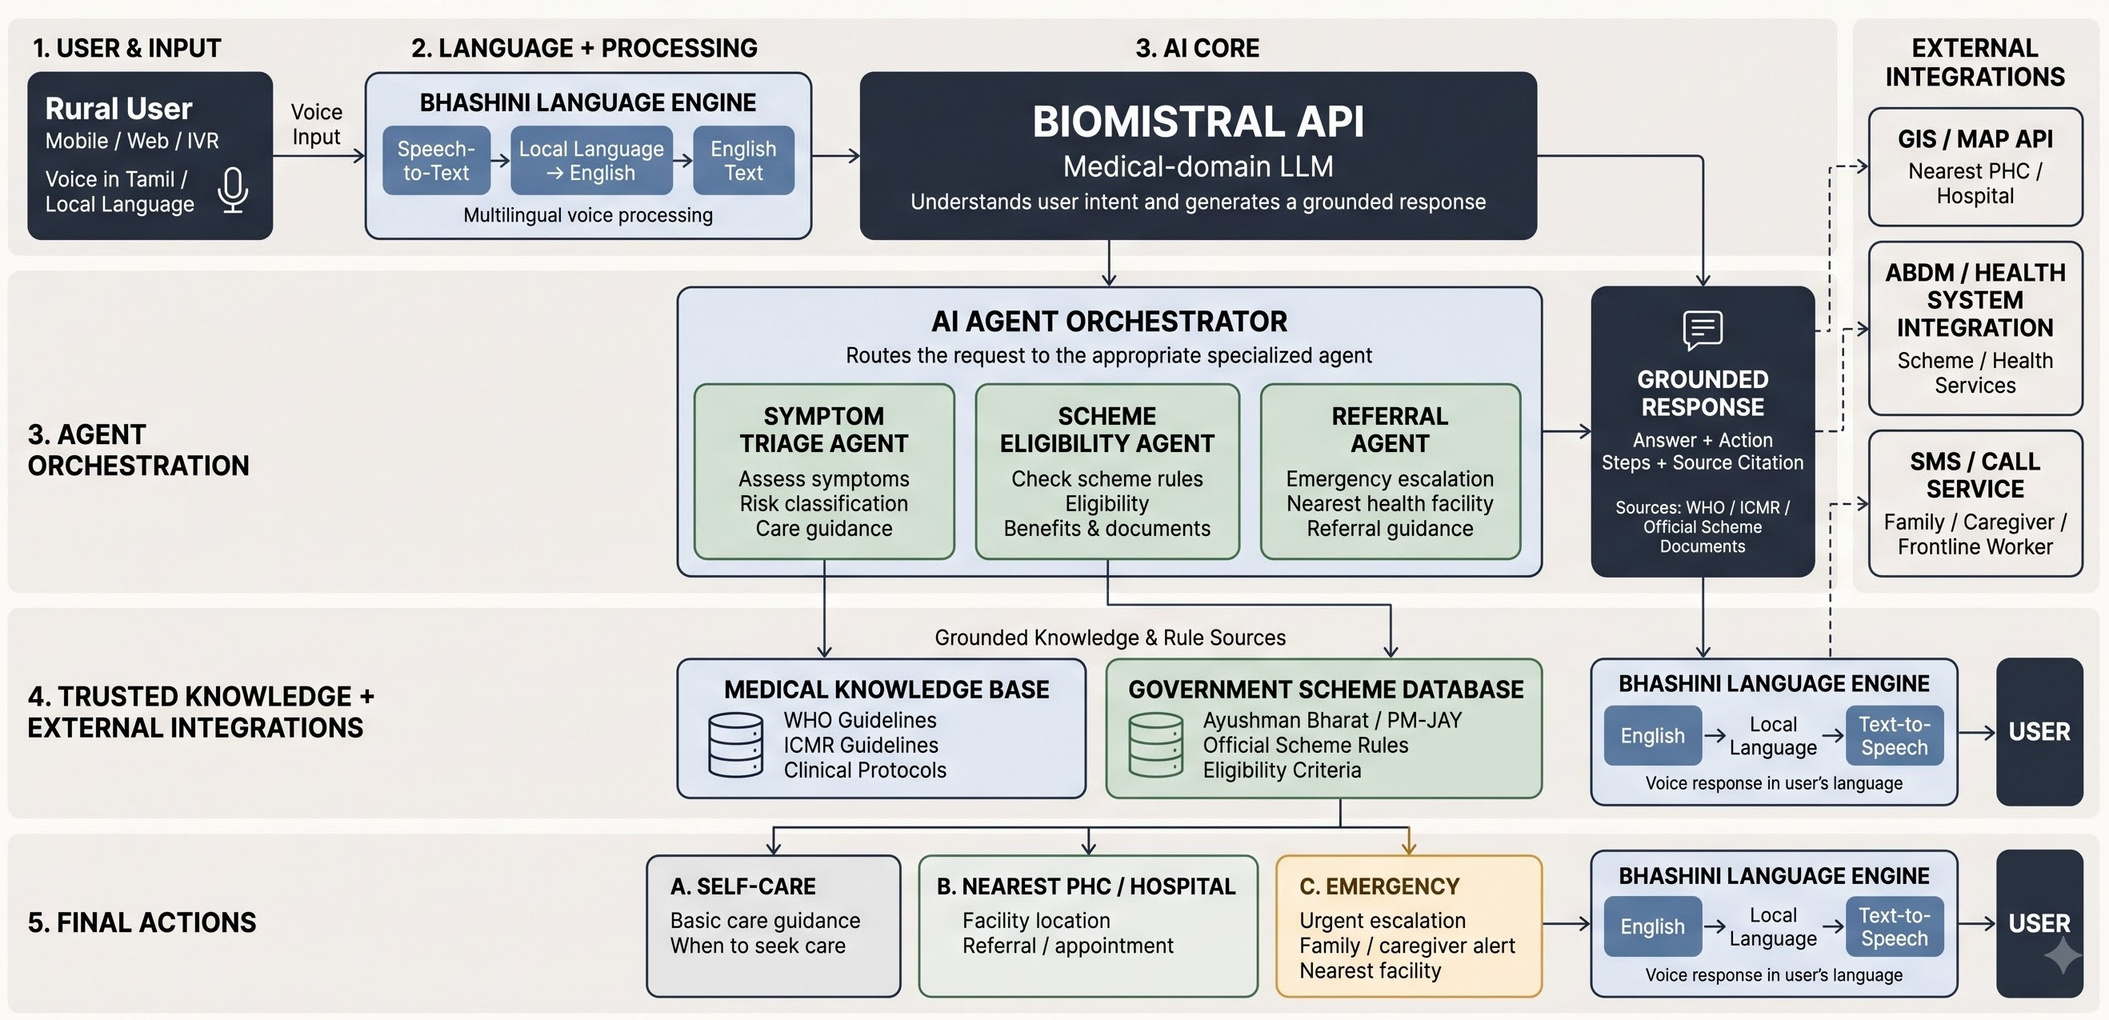 1. USER & INPUT
Rural User
Mobile / Web / IVR
Voice in Tamil /
Local Language
Voice
Input
2. LANGUAGE + PROCESSING
BHASHINI LANGUAGE ENGINE
Speech-
to-Text
Local Language
→ English
English
Text
Multilingual voice processing
3. AI CORE
BIOMISTRAL API
Medical-domain LLM
Understands user intent and generates a grounded response
EXTERNAL
INTEGRATIONS
GIS / MAP API
Nearest PHC /
Hospital
ABDM / HEALTH
SYSTEM
INTEGRATION
Scheme / Health
Services
SMS / CALL
SERVICE
Family / Caregiver /
Frontline Worker
3. AGENT
ORCHESTRATION
AI AGENT ORCHESTRATOR
Routes the request to the appropriate specialized agent
SYMPTOM
TRIAGE AGENT
Assess symptoms
Risk classification
Care guidance
SCHEME
ELIGIBILITY AGENT
Check scheme rules
Eligibility
Benefits & documents
REFERRAL
AGENT
Emergency escalation
Nearest health facility
Referral guidance
GROUNDED
RESPONSE
Answer + Action
Steps + Source Citation
Sources: WHO / ICMR /
Official Scheme
Documents
4. TRUSTED KNOWLEDGE +
EXTERNAL INTEGRATIONS
Grounded Knowledge & Rule Sources
MEDICAL KNOWLEDGE BASE
WHO Guidelines
ICMR Guidelines
Clinical Protocols
GOVERNMENT SCHEME DATABASE
Ayushman Bharat / PM-JAY
Official Scheme Rules
Eligibility Criteria
BHASHINI LANGUAGE ENGINE
English
Local
Language
Text-to-
Speech
Voice response in user's language
USER
5. FINAL ACTIONS
A. SELF-CARE
Basic care guidance
When to seek care
B. NEAREST PHC / HOSPITAL
Facility location
Referral / appointment
C. EMERGENCY
Urgent escalation
Family / caregiver alert
Nearest facility
BHASHINI LANGUAGE ENGINE
English
Local
Language
Text-to-
Speech
Voice response in user's language
USER